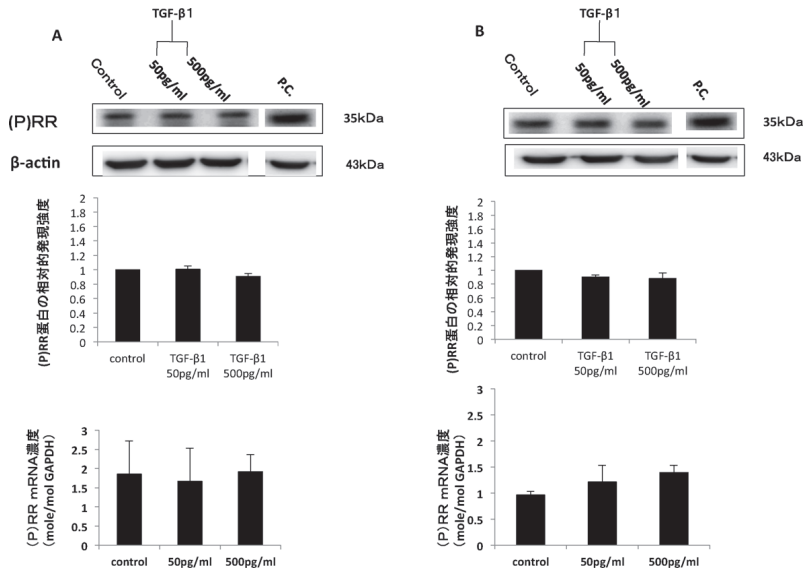 A
TGF-β1
Control
50pg/ml
500pg/ml
P.C.
(P)RR
35kDa
β-actin
43kDa
(P)RR蛋白の相対的発現強度
2
1.8
1.6
1.4
1.2
1
0.8
0.6
0.4
0.2
0
control
TGF-β1
50pg/ml
TGF-β1
500pg/ml
(P)RR mRNA濃度
(mole/mol GAPDH)
3
2.5
2
1.5
1
0.5
0
control
50pg/ml
500pg/ml
B
TGF-β1
Control
50pg/ml
500pg/ml
P.C.
35kDa
43kDa
(P)RR蛋白の相対的発現強度
2
1.8
1.6
1.4
1.2
1
0.8
0.6
0.4
0.2
0
control
TGF-β1
50pg/ml
TGF-β1
500pg/ml
(P)RR mRNA濃度
(mole/mol GAPDH)
3
2.5
2
1.5
1
0.5
0
control
50pg/ml
500pg/ml